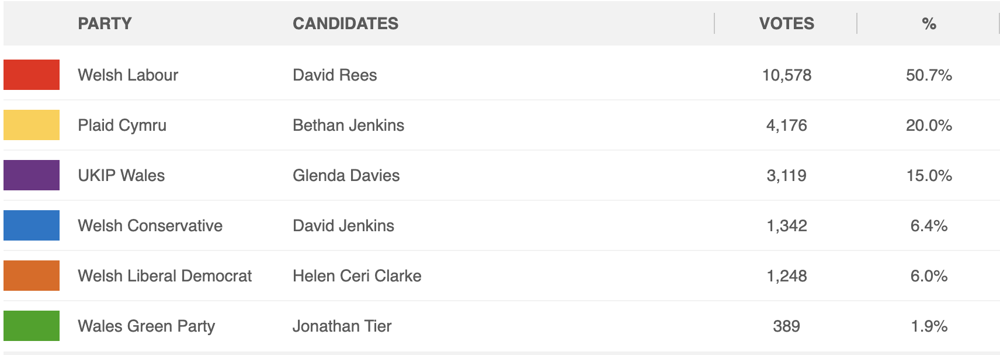 PARTY CANDIDATES VOTES %
Welsh Labour David Rees 10,578 50.7%
Plaid Cymru Bethan Jenkins 4,176 20.0%
UKIP Wales Glenda Davies 3,119 15.0%
Welsh Conservative David Jenkins 1,342 6.4%
Welsh Liberal Democrat Helen Ceri Clarke 1,248 6.0%
Wales Green Party Jonathan Tier 389 1.9%